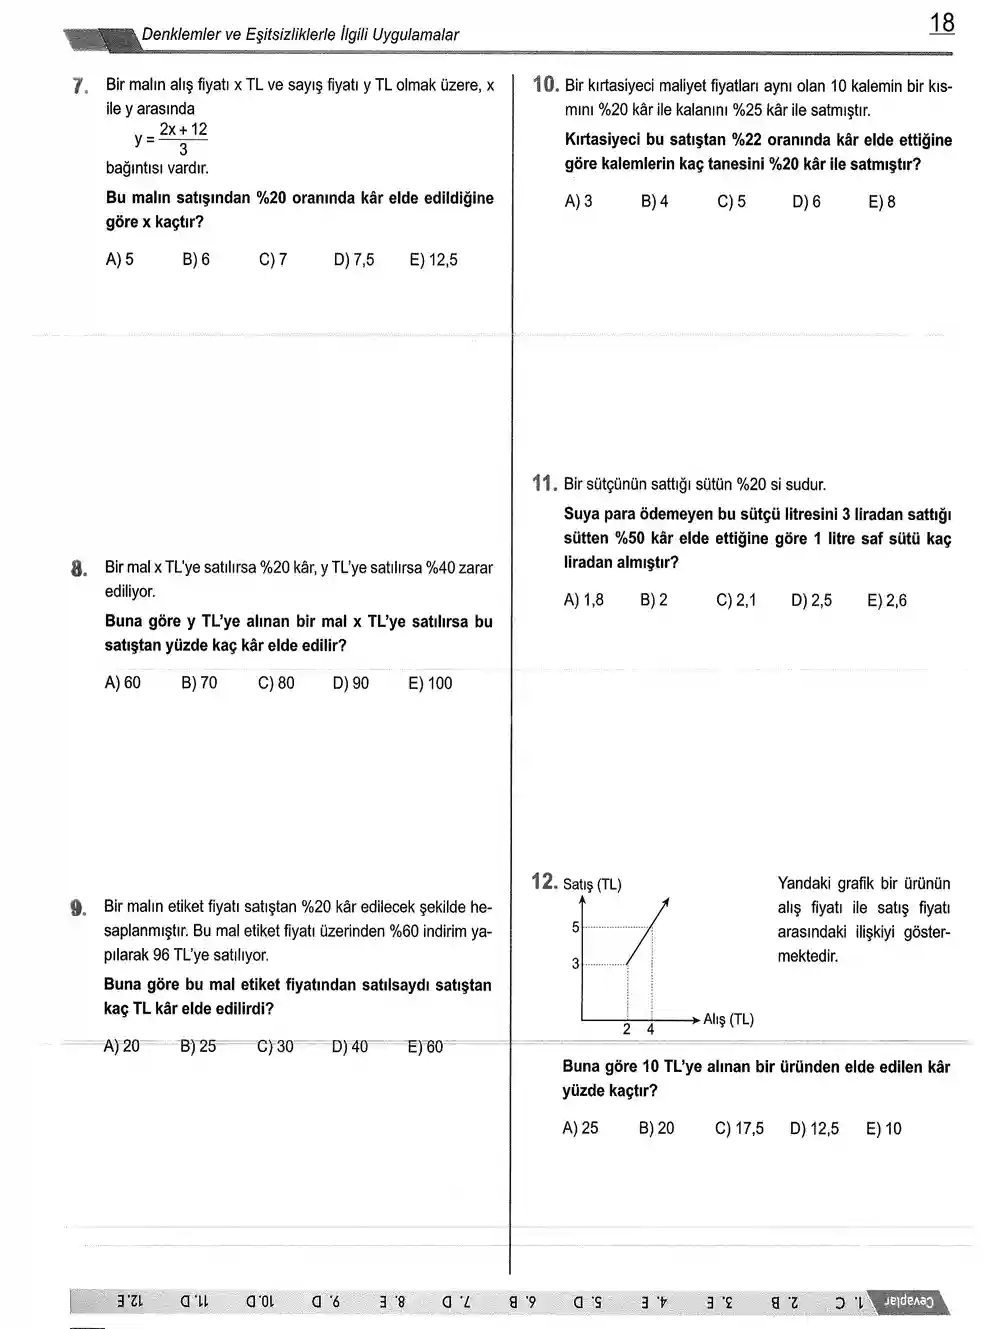 Denklemler ve Eşitsizliklerle İlgili Uygulamalar
18
7. Bir malın alış fiyatı x TL ve sayış fiyatı y TL olmak üzere, x
ile y arasında
y = 2x + 12
3
bağıntısı vardır.
Bu malın satışından %20 oranında kâr elde edildiğine
göre x kaçtır?
A) 5 B) 6 C) 7 D) 7,5 E) 12,5
8. Bir mal x TL'ye satılırsa %20 kâr, y TL'ye satılırsa %40 zarar
ediliyor.
Buna göre y TL'ye alınan bir mal x TL'ye satılırsa bu
satıştan yüzde kaç kâr elde edilir?
A) 60 B) 70 C) 80 D) 90 E) 100
9. Bir malın etiket fiyatı satıştan %20 kâr edilecek şekilde he-
saplanmıştır. Bu mal etiket fiyatı üzerinden %60 indirim ya-
pılarak 96 TL'ye satılıyor.
Buna göre bu mal etiket fiyatından satılsaydı satıştan
kaç TL kâr elde edilirdi?
A) 20 B) 25 C) 30 D) 40 E) 60
10. Bir kırtasiyeci maliyet fiyatları aynı olan 10 kalemin bir kıs-
mını %20 kâr ile kalanını %25 kâr ile satmıştır.
Kırtasiyeci bu satıştan %22 oranında kâr elde ettiğine
göre kalemlerin kaç tanesini %20 kâr ile satmıştır?
A) 3 B) 4 C) 5 D) 6 E) 8
11. Bir sütçünün sattığı sütün %20 si sudur.
Suya para ödemeyen bu sütçü litresini 3 liradan sattığı
sütten %50 kâr elde ettiğine göre 1 litre saf sütü kaç
liradan almıştır?
A) 1,8 B) 2 C) 2,1 D) 2,5 E) 2,6
12. Satış (TL)
5
3
2 4
Alış (TL)
Yandaki grafik bir ürünün
alış fiyatı ile satış fiyatı
arasındaki ilişkiyi göster-
mektedir.
Buna göre 10 TL'ye alınan bir üründen elde edilen kâr
yüzde kaçtır?
A) 25 B) 20 C) 17,5 D) 12,5 E) 10
Cevaplar 1. C 2. B 3. E 4. E 5. D 6. B 7. D 8. E 9. D 10. D 11. D 12. E